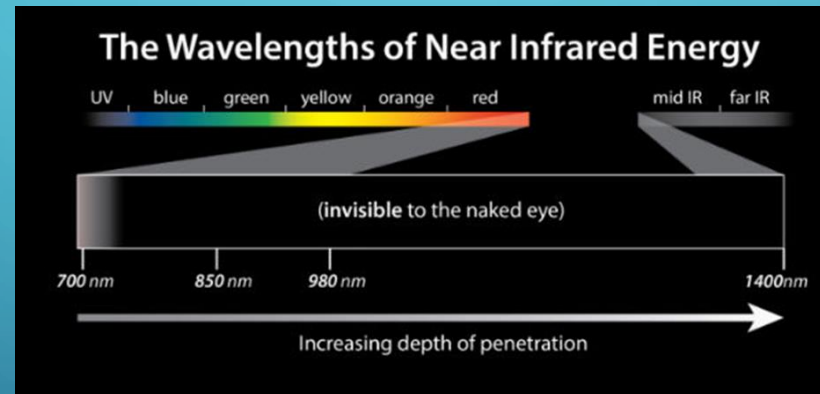 The Wavelengths of Near Infrared Energy
UV blue green yellow orange red mid IR far IR
(invisible to the naked eye)
700 nm 850 nm 980 nm 1400nm
Increasing depth of penetration